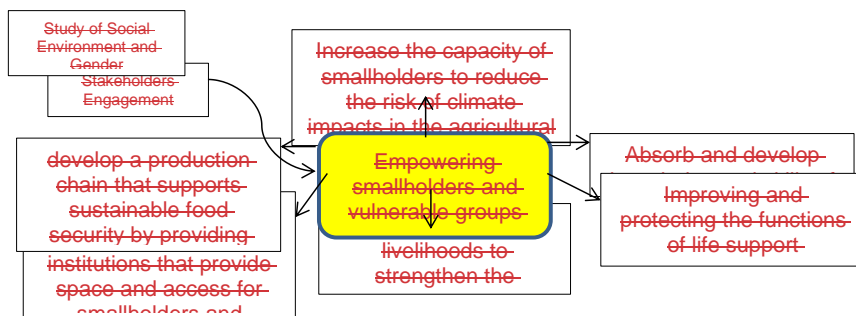 Study of Social
Environment and
Gender
Stakeholders
Engagement
Increase the capacity of
smallholders to reduce
the risk of climate
impacts in the agricultural
develop a production
chain that supports
sustainable food
security by providing
institutions that provide
space and access for
smallholders and
Empowering
smallholders and
vulnerable groups
livelihoods to
strengthen the
Absorb and develop
Improving and
protecting the functions
of life support